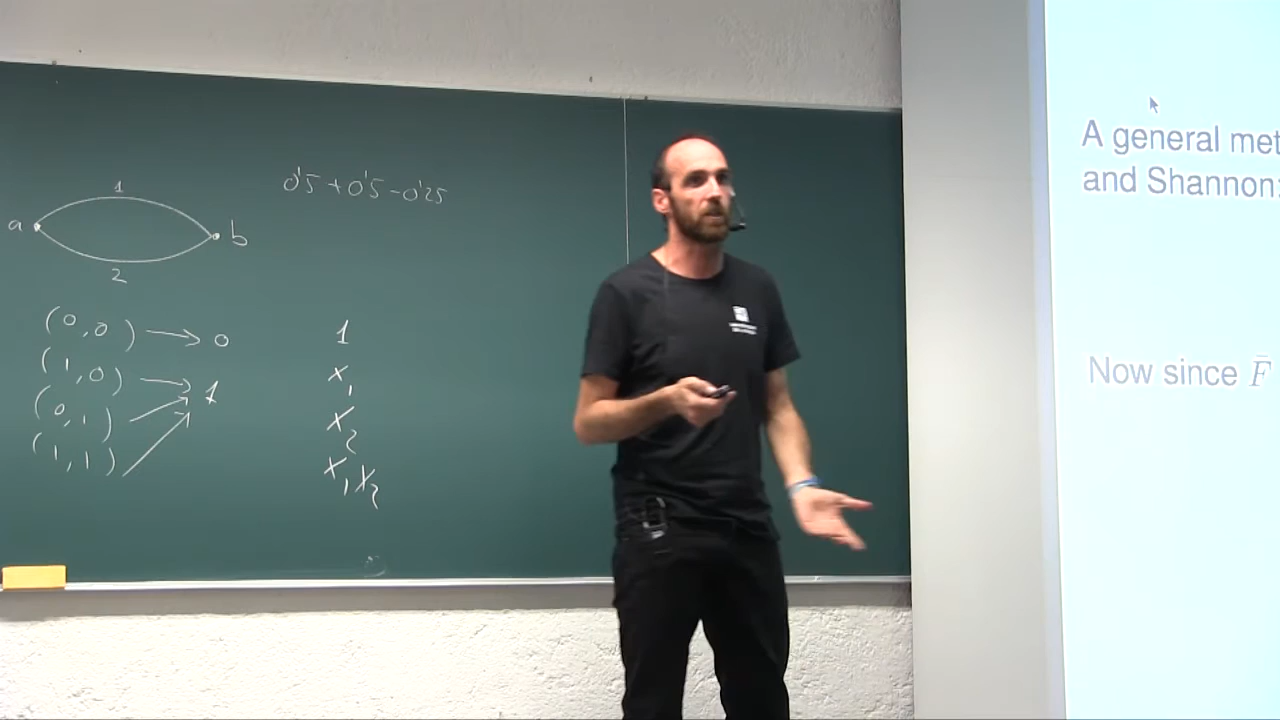 1
a
b
2
0'5 + 0'5 - 0'25
(0,0) → 0
(1,0) → 1
(0,1)
(1,1)
1
x₁
x₂
x₁x₂
A general met
and Shannon:
Now since F̄